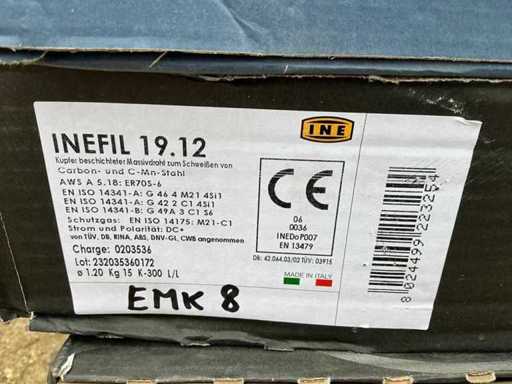 INE
INEFIL 19.12
Kupfer beschichteter Massivdraht zum Schweißen von
Carbon- und C-Mn-Stahl
AWS A 5.18: ER70S-6
EN ISO 14341-A: G 46 4 M21 4Si1
EN ISO 14341-A: G 42 2 C1 4Si1
EN ISO 14341-B: G 49A 3 C1 S6
Schutzgas: EN ISO 14175: M21-C1
Strom und Polarität: DC+
von TÜV, DB, RINA, ABS, DNV-GL, CWB angenommen
Charge: 0203536
Lot: 232035360172
ø 1.20 Kg 15 K-300 L/L
CE
06
0036
INEDoP007
EN 13479
DB: 42.064.03/02 TÜV: 03915
MADE IN ITALY
8 024499 223254
EMK 8